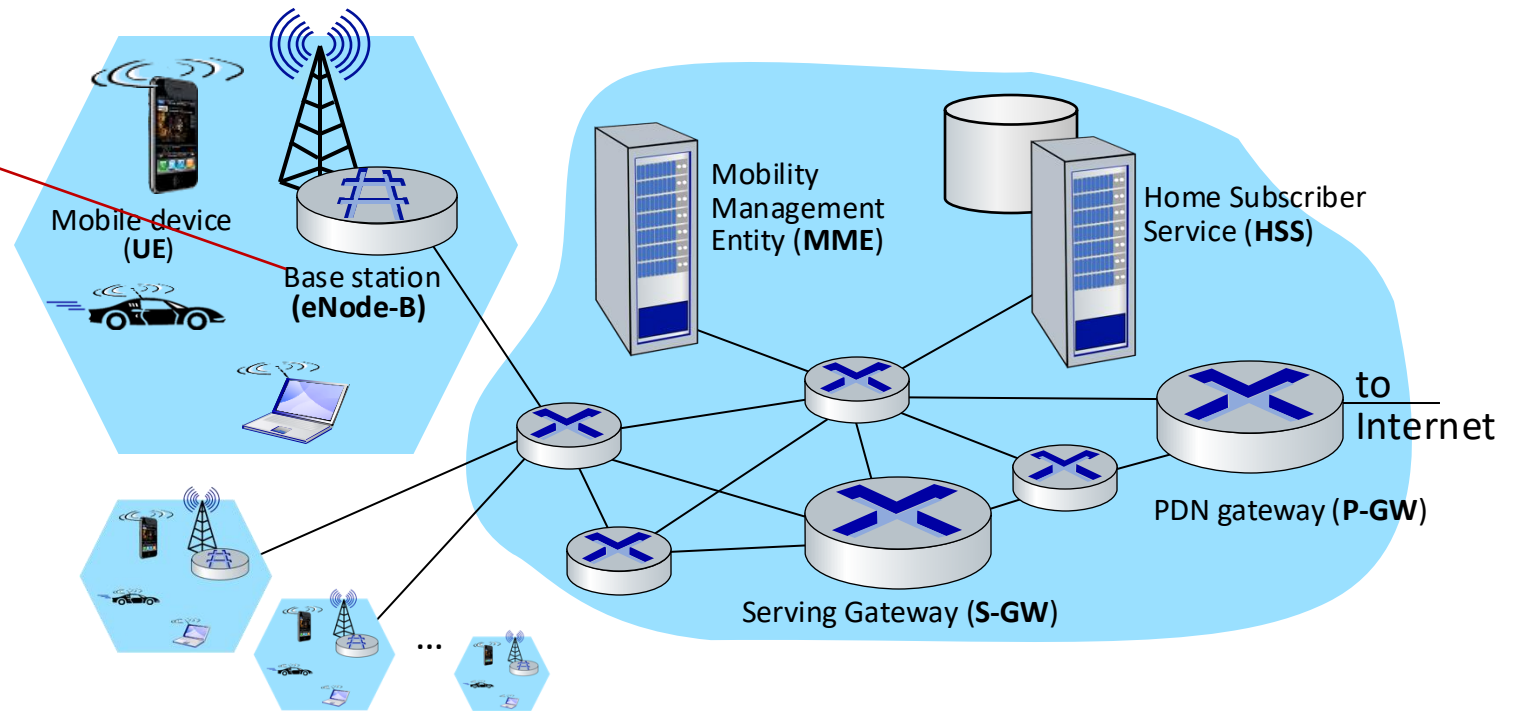 Mobile device
(UE)
Base station
(eNode-B)
Mobility
Management
Entity (MME)
Home Subscriber
Service (HSS)
to
Internet
PDN gateway (P-GW)
Serving Gateway (S-GW)
...